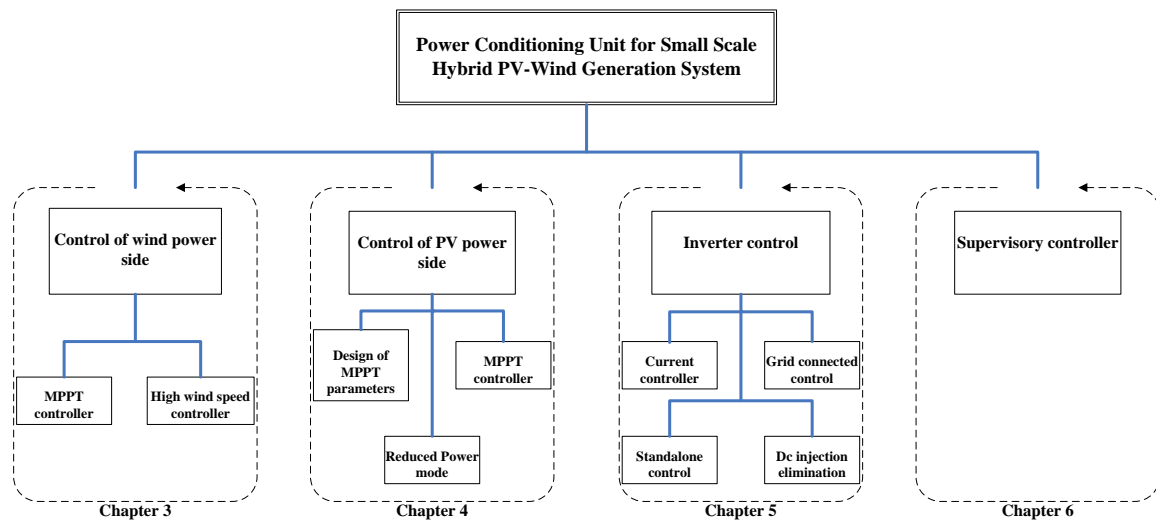 Power Conditioning Unit for Small Scale
Hybrid PV-Wind Generation System
Control of wind power
side
MPPT
controller
High wind speed
controller
Chapter 3
Control of PV power
side
Design of
MPPT
parameters
MPPT
controller
Reduced Power
mode
Chapter 4
Inverter control
Current
controller
Grid connected
control
Standalone
control
Dc injection
elimination
Chapter 5
Supervisory controller
Chapter 6